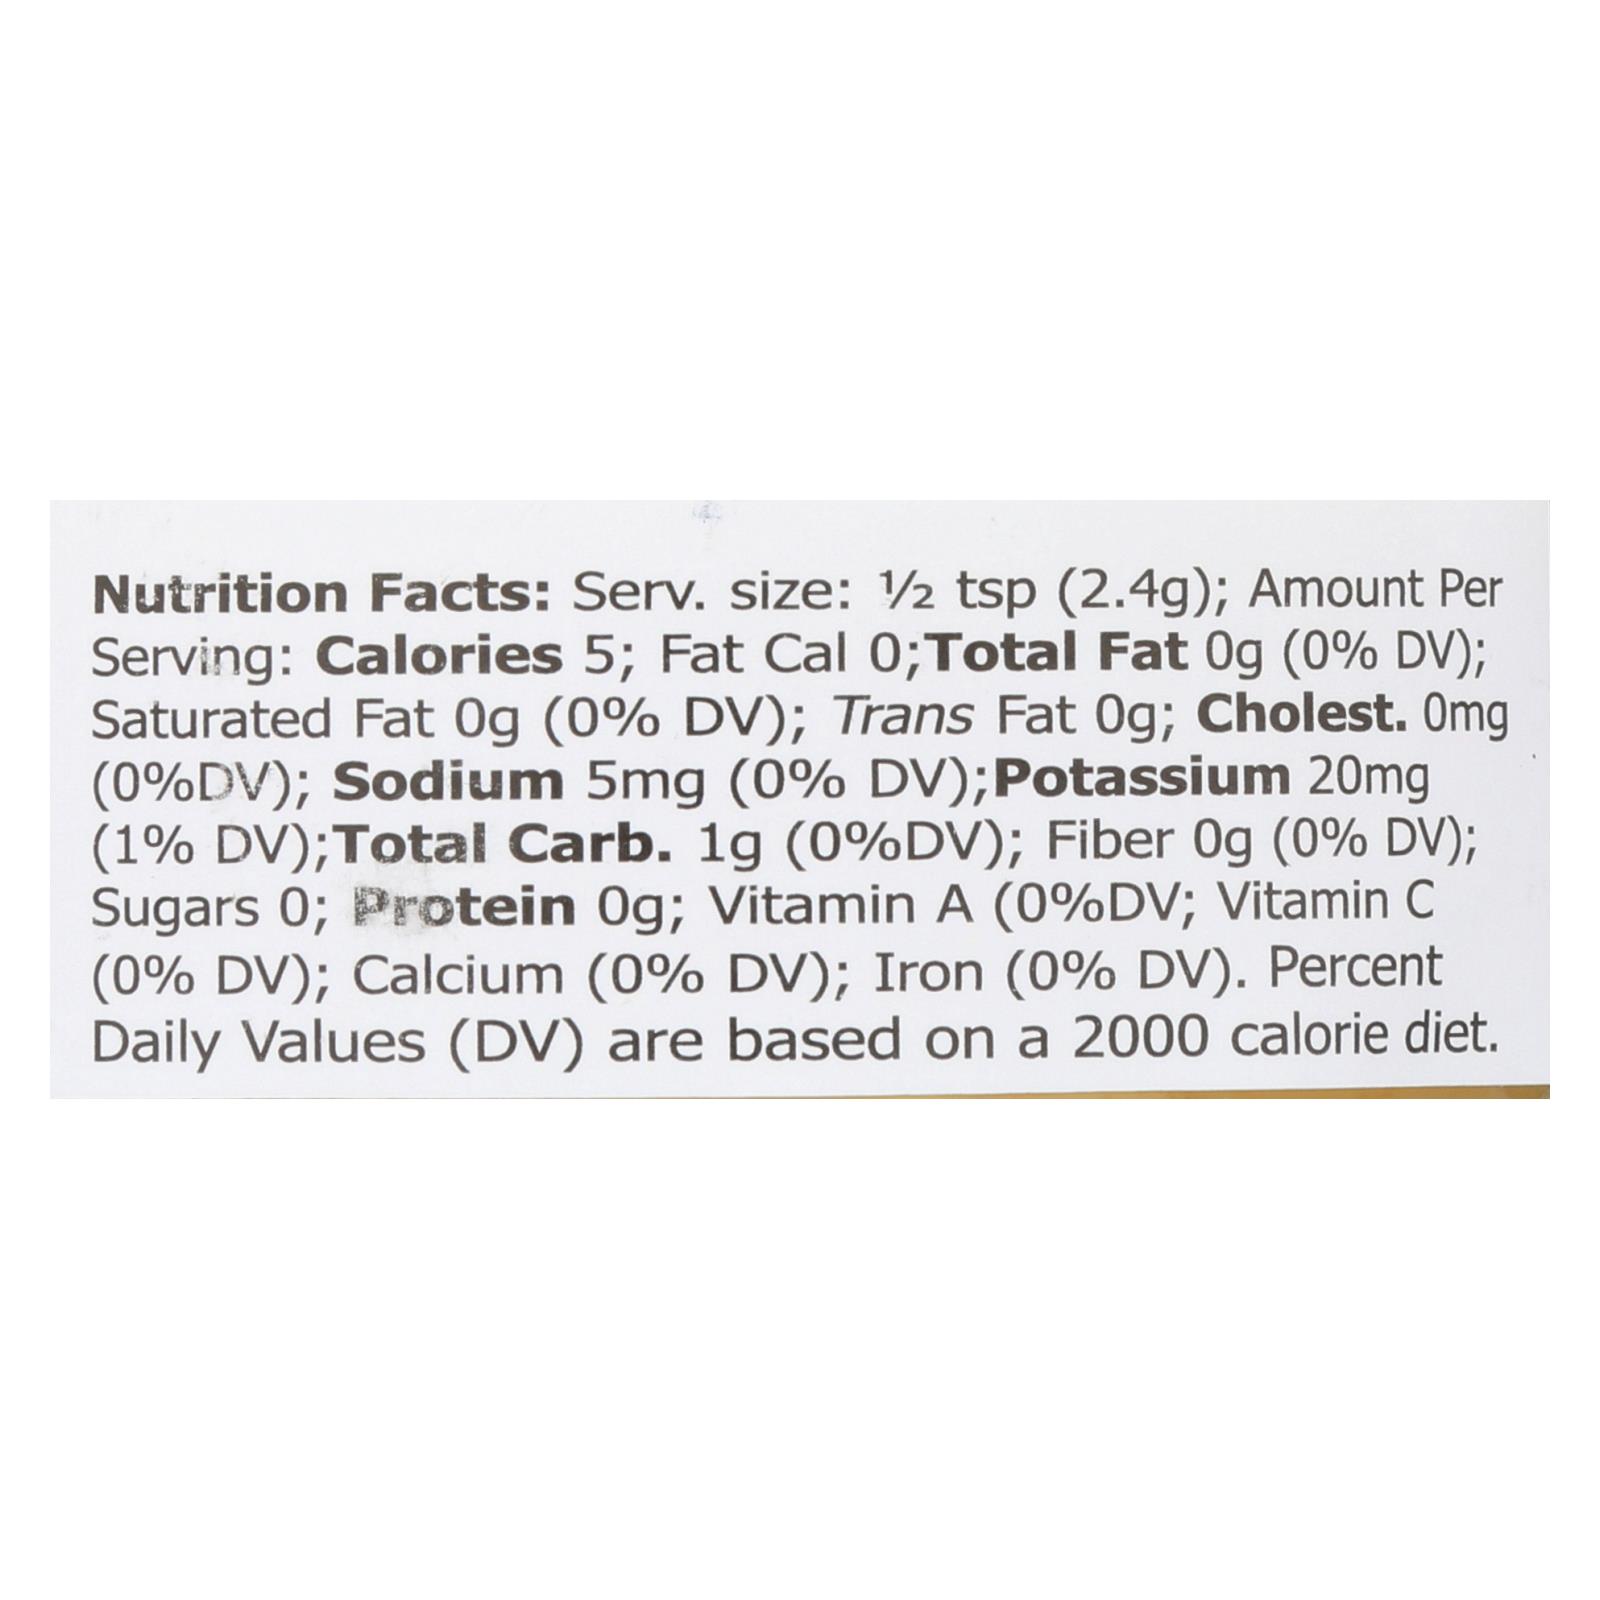 Nutrition Facts: Serv. size: ½ tsp (2.4g); Amount Per
Serving: Calories 5; Fat Cal 0;Total Fat 0g (0% DV);
Saturated Fat 0g (0% DV); Trans Fat 0g; Cholest. 0mg
(0%DV); Sodium 5mg (0% DV);Potassium 20mg
(1% DV);Total Carb. 1g (0%DV); Fiber 0g (0% DV);
Sugars 0; Protein 0g; Vitamin A (0%DV; Vitamin C
(0% DV); Calcium (0% DV); Iron (0% DV). Percent
Daily Values (DV) are based on a 2000 calorie diet.